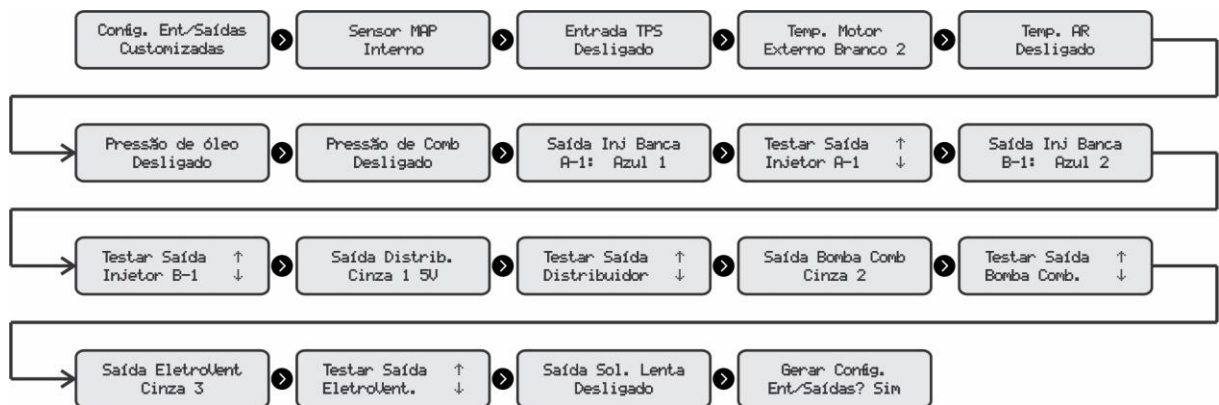 Config. Ent/Saídas
Customizadas
Sensor MAP
Interno
Entrada TPS
Desligado
Temp. Motor
Externo Branco 2
Temp. AR
Desligado
Pressão de óleo
Desligado
Pressão de Comb
Desligado
Saída Inj Banca
A-1: Azul 1
Testar Saída ↑
Injetor A-1 ↓
Saída Inj Banca
B-1: Azul 2
Testar Saída ↑
Injetor B-1 ↓
Saída Distrib.
Cinza 1 5V
Testar Saída ↑
Distribuidor ↓
Saída Bomba Comb
Cinza 2
Testar Saída ↑
Bomba Comb. ↓
Saída EletroVent
Cinza 3
Testar Saída ↑
EletroVent. ↓
Saída Sol. Lenta
Desligado
Gerar Config.
Ent/Saídas? Sim